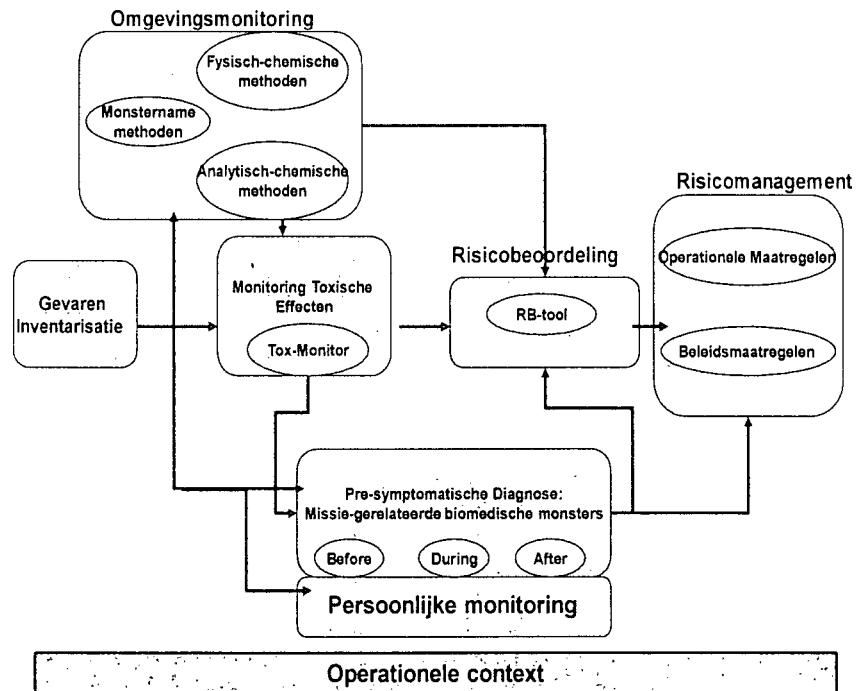 Omgevingsmonitoring
Fysisch-chemische
methoden
Monstername
methoden
Analytisch-chemische
methoden
Risicomanagement
Operationele Maatregelen
Beleidsmaatregelen
Risicobeoordeling
RB-tool
Monitoring Toxische
Effecten
Tox-Monitor
Gevaren
Inventarisatie
Pre-symptomatische Diagnose:
Missie-gerelateerde biomedische monsters
Before
During
After
Persoonlijke monitoring
Operationele context